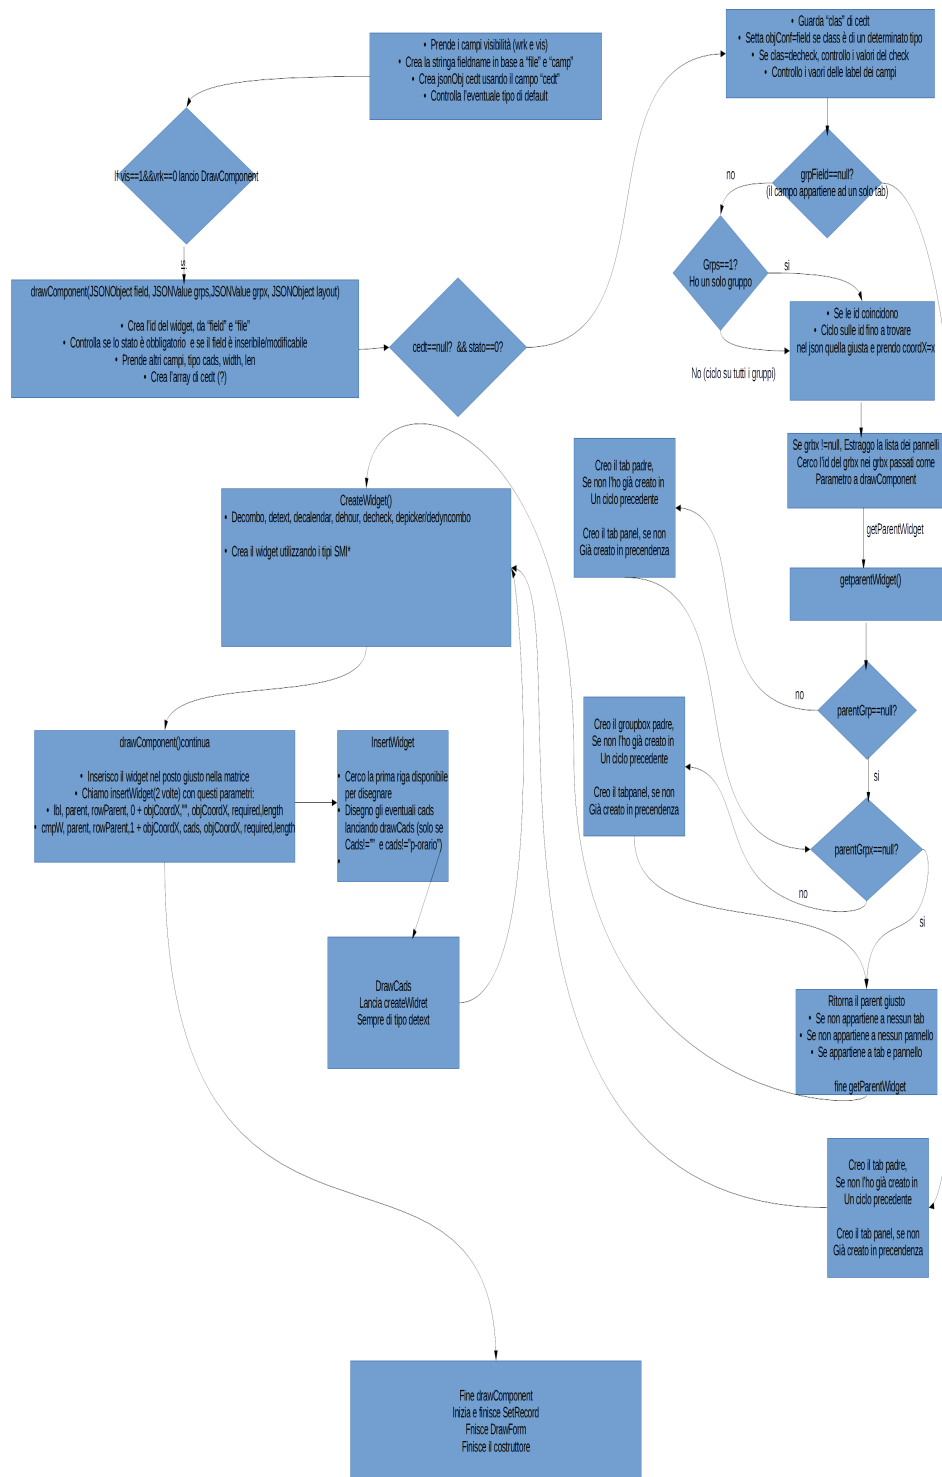 • Prende i campi visibilità (wrk e vis)
• Crea la stringa fieldname in base a “file” e “camp”
• Crea jsonObj cedt usando il campo “cedt”
• Controlla l’eventuale tipo di default
If vis==1&&vrk==0 lancio DrawComponent
si
drawComponent(JSONObject field, JSONValue grps,JSONValue grpx, JSONObject layout)
• Crea l’id del widget, da “field” e “file”
• Controlla se lo stato è obbligatorio e se il field è inseribile/modificabile
• Prende altri campi, tipo cads, width, len
• Crea l’array di cedt (?)
cedt==null? && stato==0?
• Guarda “clas” di cedt
• Setta objConf=field se class è di un determinato tipo
• Se clas=decheck, controllo i valori del check
• Controllo i vaori delle label dei campi
grpField==null?
(il campo appartiene ad un solo tab)
no
Grps==1?
Ho un solo gruppo
si
No (ciclo su tutti i gruppi)
• Se le id coincidono
• Ciclo sulle id fino a trovare
nel json quella giusta e prendo coordX=x
Se grbx !=null, Estraggo la lista dei pannelli
Cerco l’id del grbx nei grbx passati come
Parametro a drawComponent
getParentWidget
getparentWidget()
parentGrp==null?
no
si
Creo il tab padre,
Se non l’ho già creato in
Un ciclo precedente
Creo il tab panel, se non
Già creato in precendenza
parentGrpx==null?
no
si
Creo il groupbox padre,
Se non l’ho già creato in
Un ciclo precedente
Creo il tabpanel, se non
Già creato in precendenza
Ritorna il parent giusto
• Se non appartiene a nessun tab
• Se non appartiene a nessun pannello
• Se appartiene a tab e pannello
fine getParentWidget
Creo il tab padre,
Se non l’ho già creato in
Un ciclo precedente
Creo il tab panel, se non
Già creato in precendenza
CreateWidget()
• Decombo, detext, decalendar, dehour, decheck, depicker/dedyncombo
• Crea il widget utilizzando i tipi SMI*
drawComponent()continua
• Inserisco il widget nel posto giusto nella matrice
• Chiamo insertWidget(2 volte) con questi parametri:
• lbl, parent, rowParent, 0 + objCoordX,"", objCoordX, required,length
• cmpW, parent, rowParent,1 + objCoordX, cads, objCoordX, required,length
InsertWidget
• Cerco la prima riga disponibile
per disegnare
• Disegno gli eventuali cads
lanciando drawCads (solo se
Cads!=”” e cads!=”p-orario”)
•
DrawCads
Lancia createWidret
Sempre di tipo detext
Fine drawComponent
Inizia e finisce SetRecord
Fnisce DrawForm
Finisce il costruttore